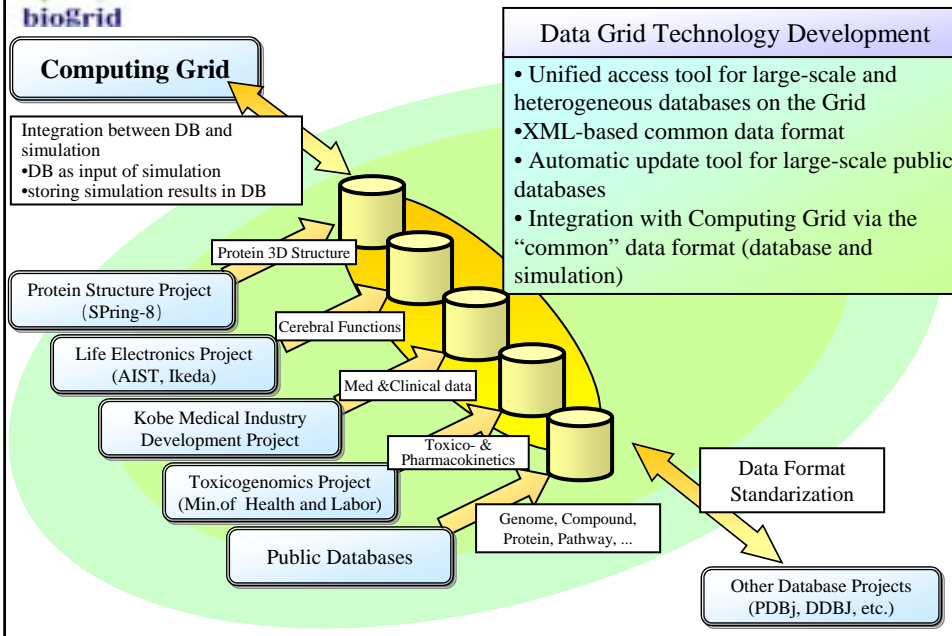 biogrid
Computing Grid
Data Grid Technology Development
• Unified access tool for large-scale and
heterogeneous databases on the Grid
•XML-based common data format
• Automatic update tool for large-scale public
databases
• Integration with Computing Grid via the
“common” data format (database and
simulation)
Integration between DB and
simulation
•DB as input of simulation
•storing simulation results in DB
Protein 3D Structure
Protein Structure Project
(SPring-8)
Cerebral Functions
Life Electronics Project
(AIST, Ikeda)
Med &Clinical data
Kobe Medical Industry
Development Project
Toxico- &
Pharmacokinetics
Toxicogenomics Project
(Min.of Health and Labor)
Genome, Compound,
Protein, Pathway, ...
Public Databases
Data Format
Standarization
Other Database Projects
(PDBj, DDBJ, etc.)